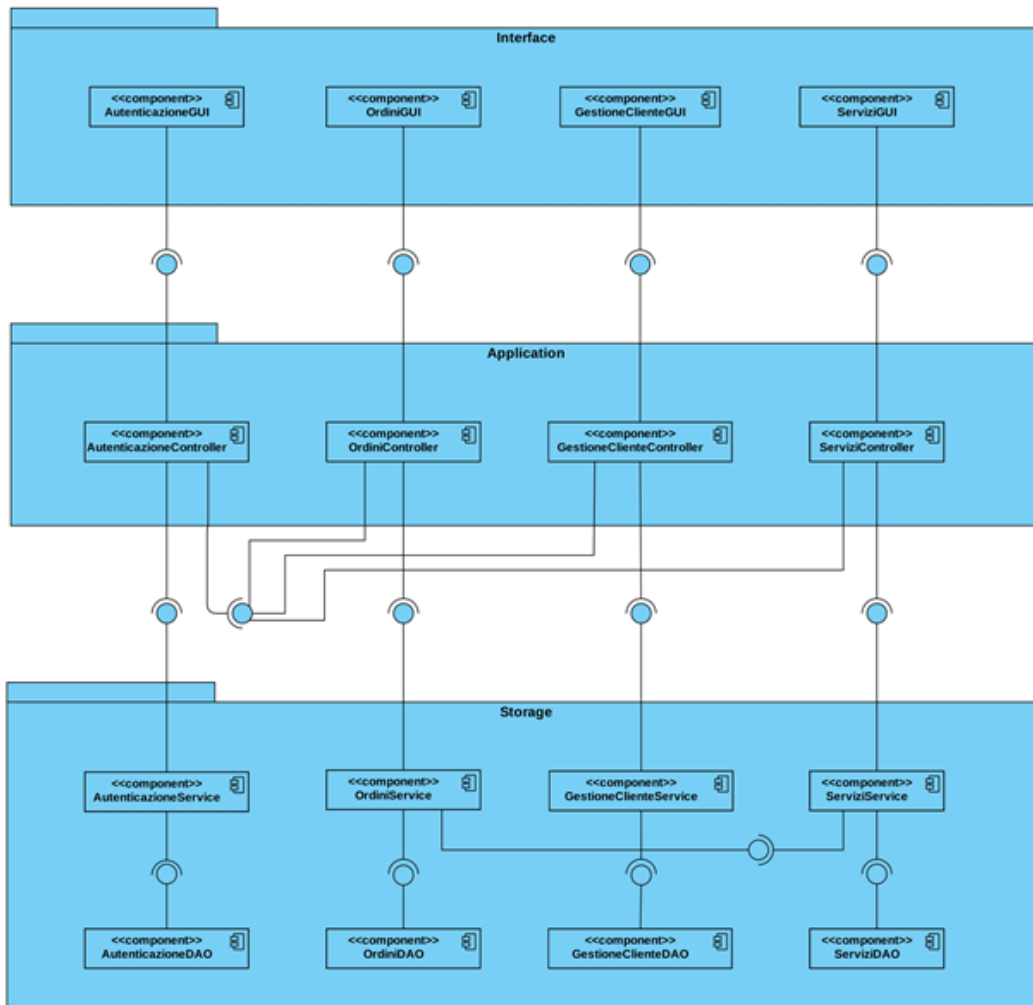 Interface
<<component>>
AutenticazioneGUI
<<component>>
OrdiniGUI
<<component>>
GestioneClienteGUI
<<component>>
ServiziGUI
Application
<<component>>
AutenticazioneController
<<component>>
OrdiniController
<<component>>
GestioneClienteController
<<component>>
ServiziController
Storage
<<component>>
AutenticazioneService
<<component>>
OrdiniService
<<component>>
GestioneClienteService
<<component>>
ServiziService
<<component>>
AutenticazioneDAO
<<component>>
OrdiniDAO
<<component>>
GestioneClienteDAO
<<component>>
ServiziDAO